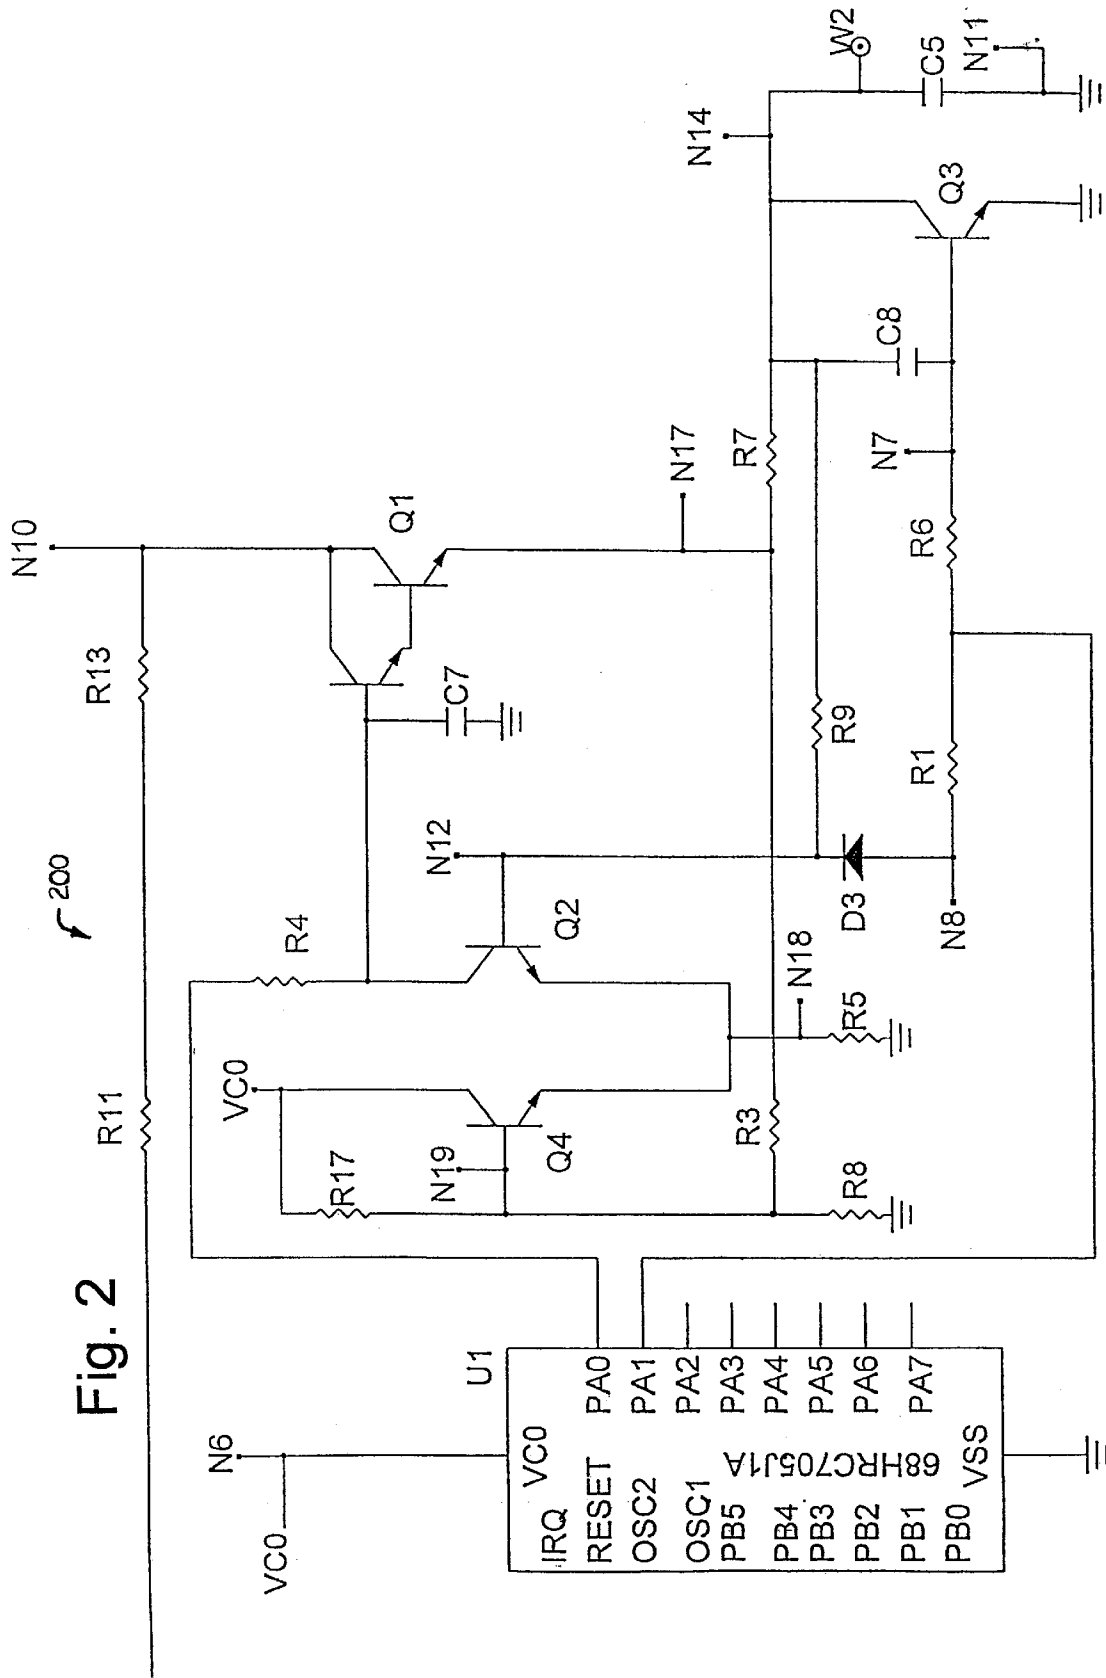 Fig. 2
200
N10
R11
R13
VC0
R4
N6
VC0
R17
N19
Q4
Q2
N12
C7
Q1
N17
N14
W2
U1
VC0
IRQ
RESET
OSC2
OSC1
PB5
PB4
PB3
PB2
PB1
PB0
PA0
PA1
PA2
PA3
PA4
PA5
PA6
PA7
68HRC705J1A
VSS
R3
R8
N18
R5
D3
N8
R9
R7
R1
R6
N7
C8
Q3
C5
N11